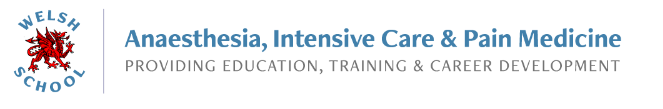 WELSH
SCHOOL
Anaesthesia, Intensive Care & Pain Medicine
PROVIDING EDUCATION, TRAINING & CAREER DEVELOPMENT